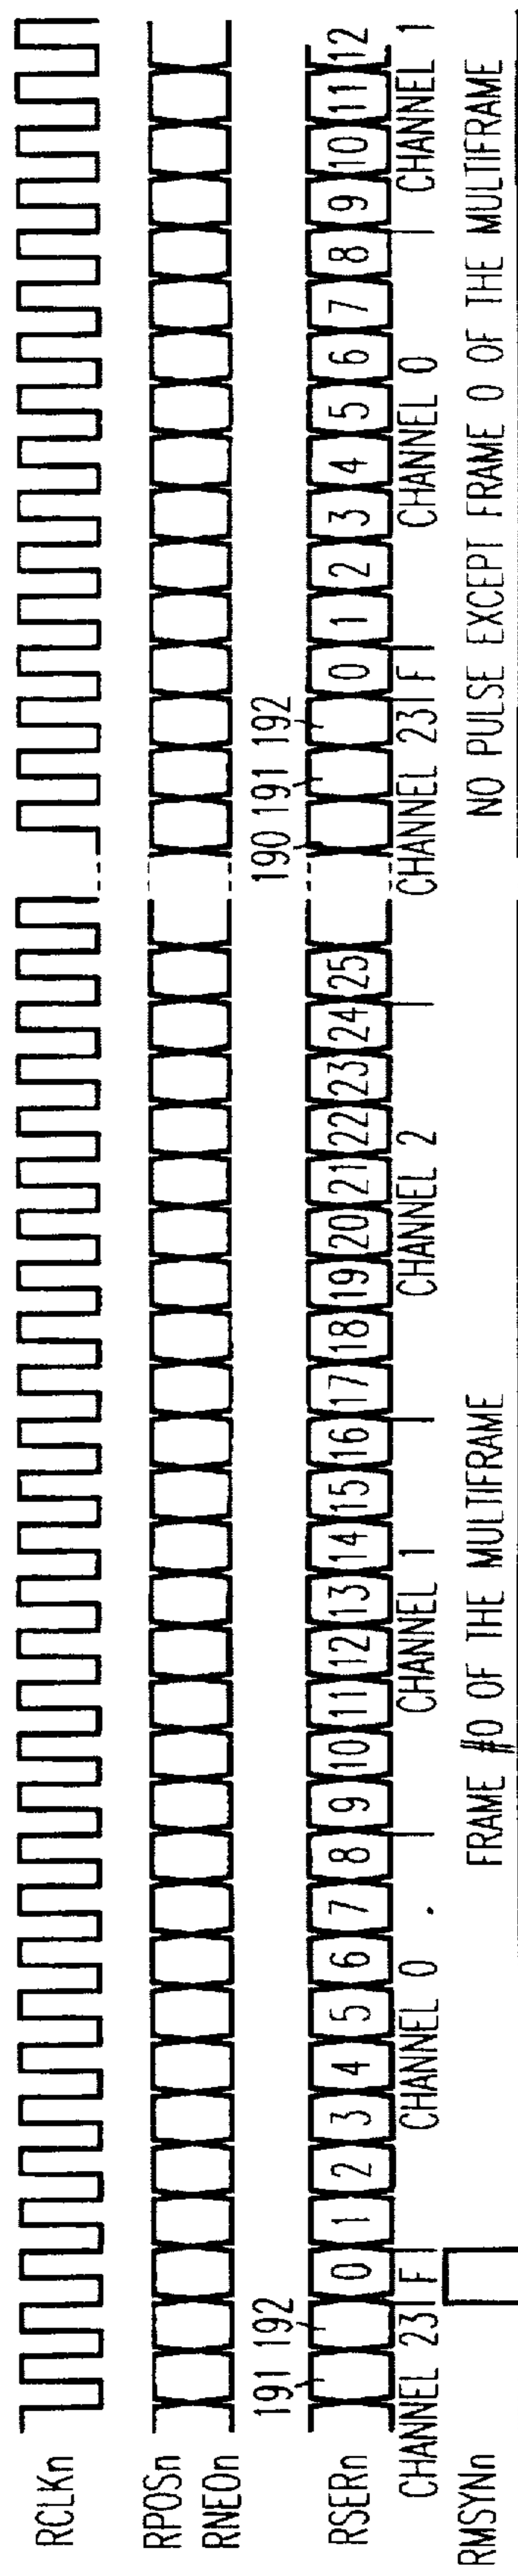 RCLKn
RPOSn
RNEOn
191 192
190 191 192
RSERn
0 1 2 3 4 5 6 7 8 9 10 11 12 13 14 15 16 17 18 19 20 21 22 23 24 25
0 1 2 3 4 5 6 7 8 9 10 11 12
CHANNEL 23 F CHANNEL 0 . CHANNEL 1 CHANNEL 2
CHANNEL 23 F CHANNEL 0 CHANNEL 1
RMSYNn
FRAME #0 OF THE MULTIFRAME
NO PULSE EXCEPT FRAME 0 OF THE MULTIFRAME